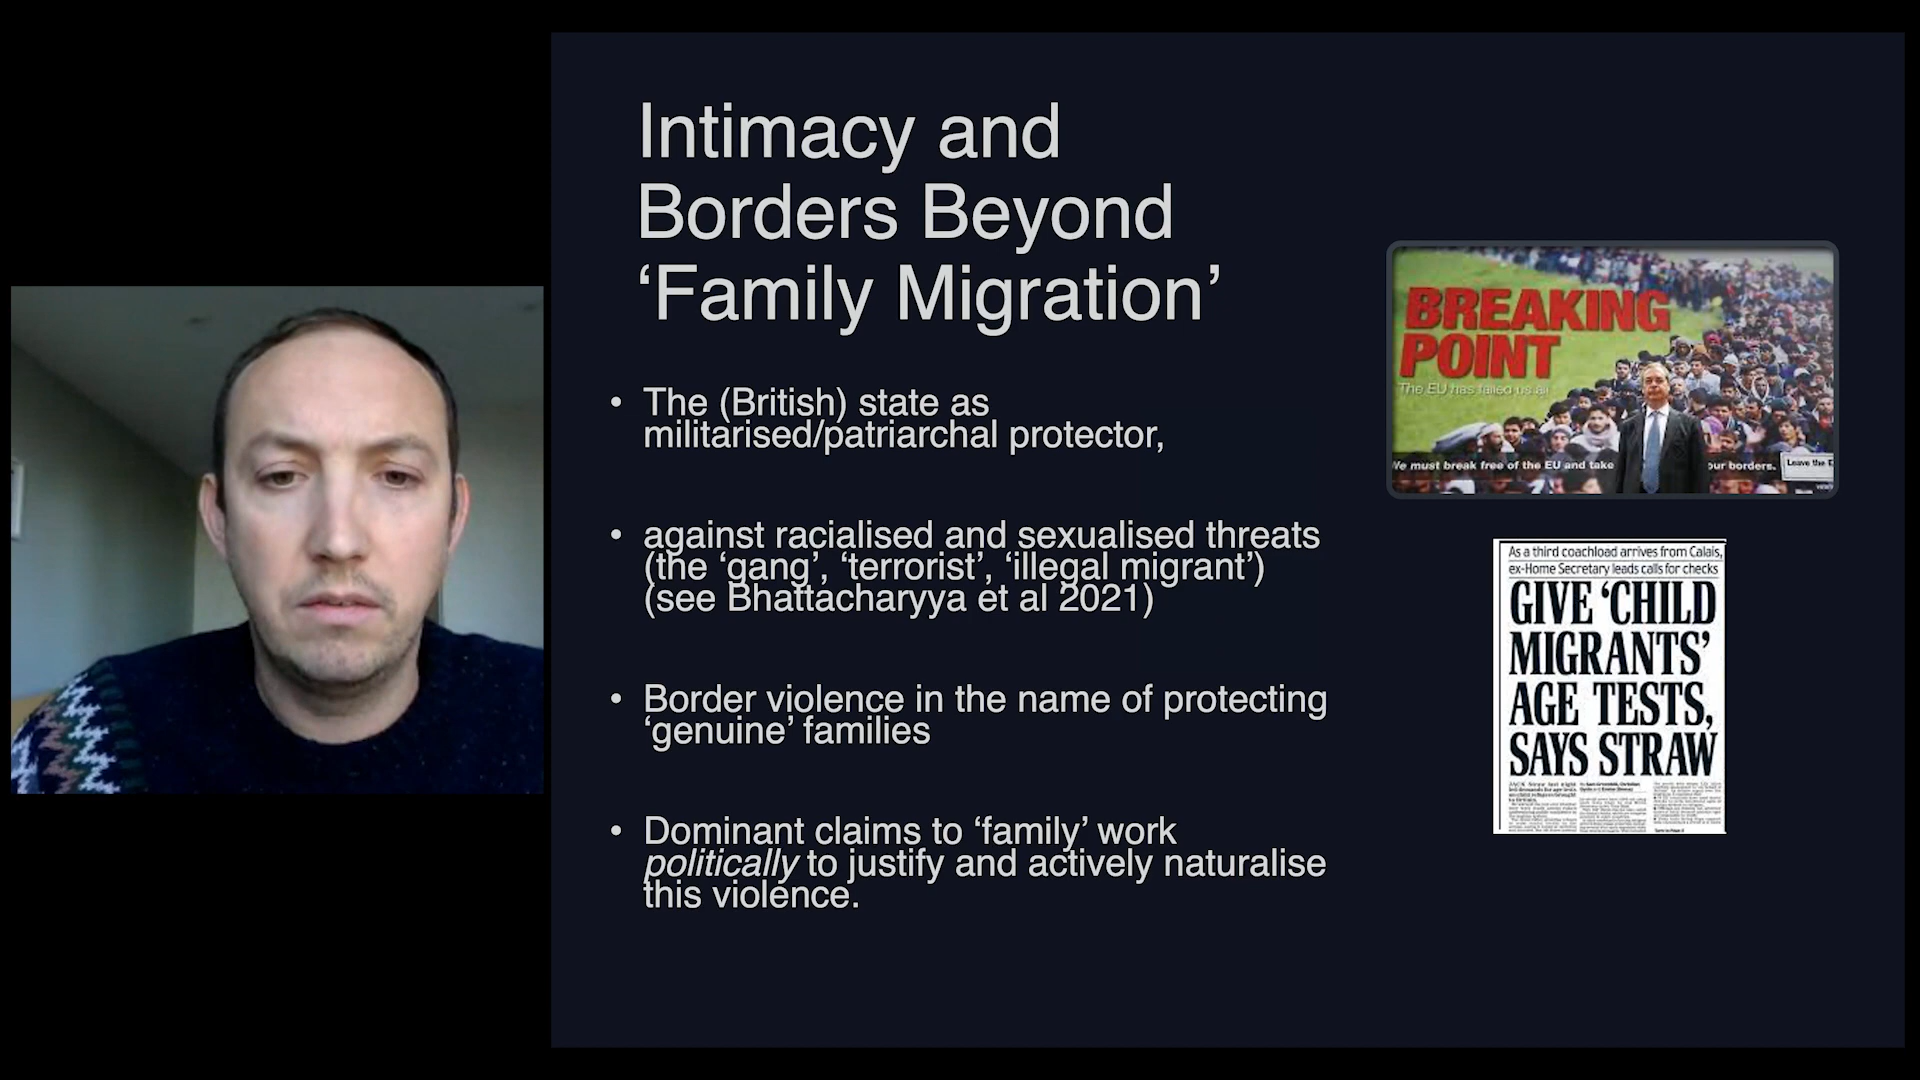 Intimacy and
Borders Beyond
‘Family Migration’
• The (British) state as
militarised/patriarchal protector,
• against racialised and sexualised threats
(the ‘gang’, ‘terrorist’, ‘illegal migrant’)
(see Bhattacharyya et al 2021)
• Border violence in the name of protecting
‘genuine’ families
• Dominant claims to ‘family’ work
politically to justify and actively naturalise
this violence.
BREAKING
POINT
The EU has failed us all
We must break free of the EU and take our borders.
Leave the E
As a third coachload arrives from Calais,
ex-Home Secretary leads calls for checks
GIVE ‘CHILD
MIGRANTS’
AGE TESTS,
SAYS STRAW